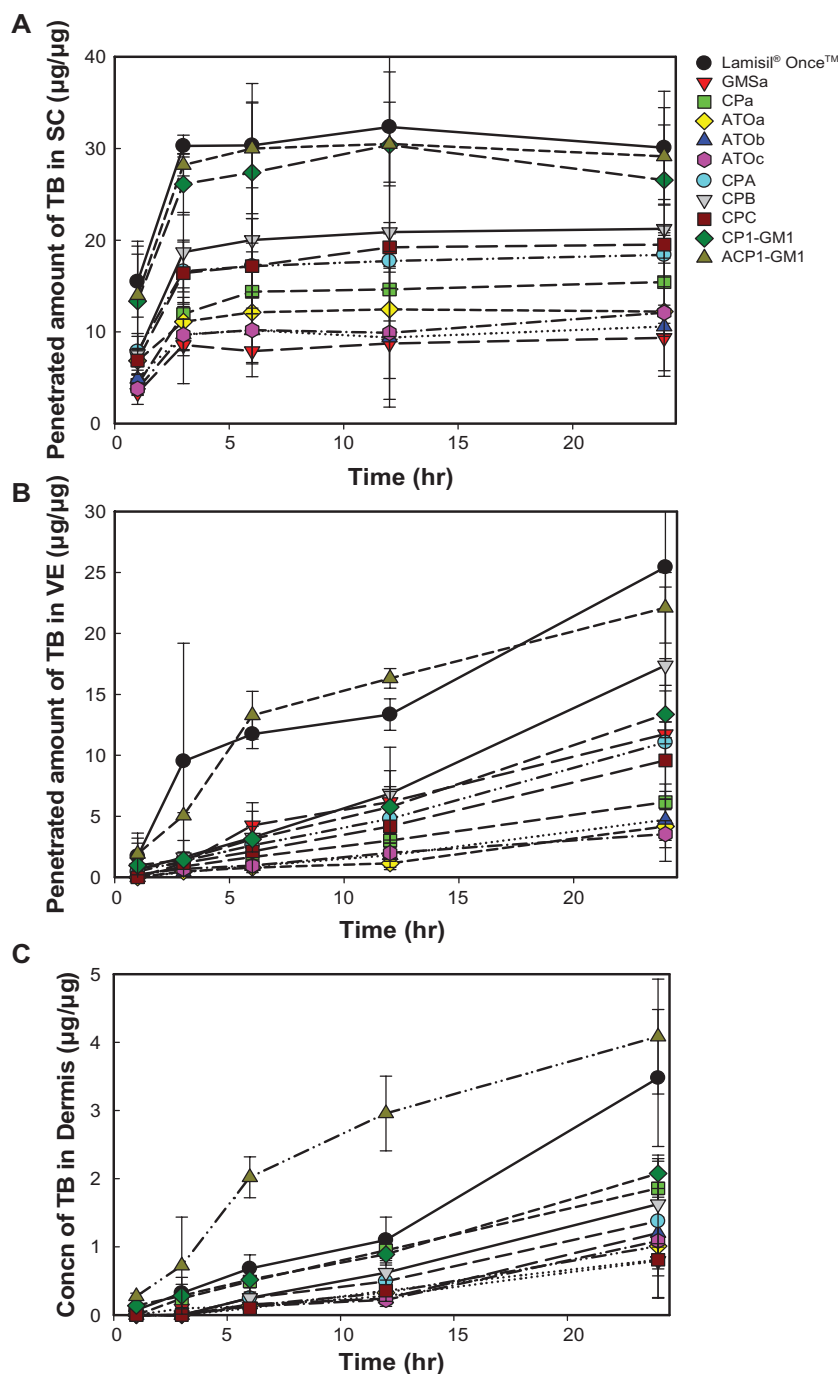 A
40
30
20
10
0
0
5
10
15
20
Penetrated amount of TB in SC (µg/µg)
Time (hr)
Lamisil® Once™
GMSa
CPa
ATOa
ATOb
ATOc
CPA
CPB
CPC
CP1-GM1
ACP1-GM1
B
30
25
20
15
10
5
0
0
5
10
15
20
Penetrated amount of TB in VE (µg/µg)
Time (hr)
C
5
4
3
2
1
0
0
5
10
15
20
Concn of TB in Dermis (µg/µg)
Time (hr)